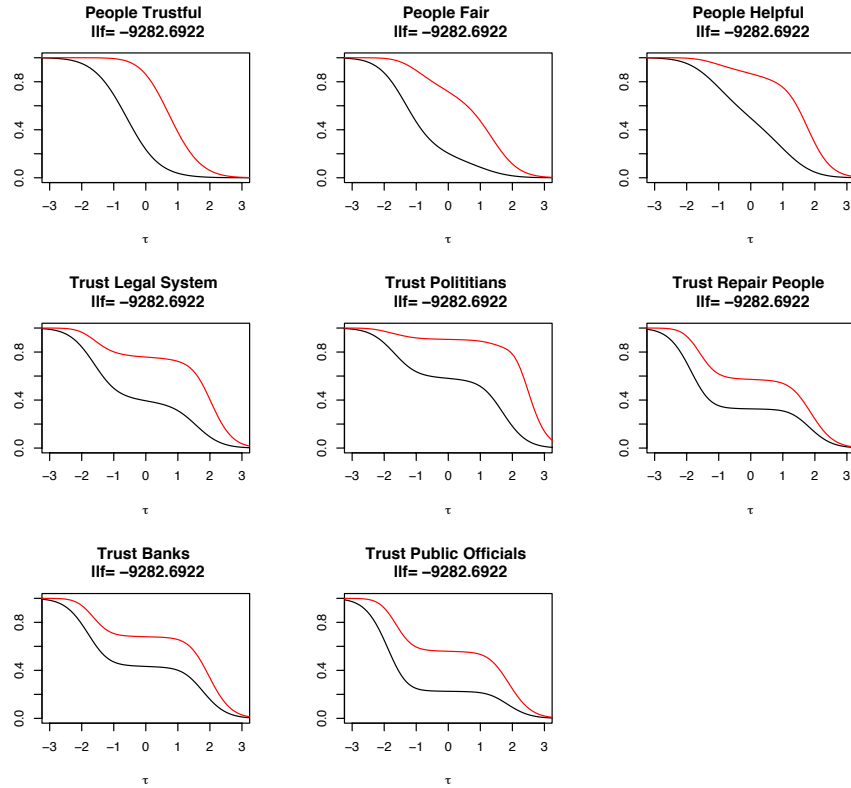 People Trustful
llf= −9282.6922
0.0 0.4 0.8
−3 −2 −1 0 1 2 3
τ
People Fair
llf= −9282.6922
0.0 0.4 0.8
−3 −2 −1 0 1 2 3
τ
People Helpful
llf= −9282.6922
0.0 0.4 0.8
−3 −2 −1 0 1 2 3
τ
Trust Legal System
llf= −9282.6922
0.0 0.4 0.8
−3 −2 −1 0 1 2 3
τ
Trust Polititians
llf= −9282.6922
0.0 0.4 0.8
−3 −2 −1 0 1 2 3
τ
Trust Repair People
llf= −9282.6922
0.0 0.4 0.8
−3 −2 −1 0 1 2 3
τ
Trust Banks
llf= −9282.6922
0.0 0.4 0.8
−3 −2 −1 0 1 2 3
τ
Trust Public Officials
llf= −9282.6922
0.0 0.4 0.8
−3 −2 −1 0 1 2 3
τ